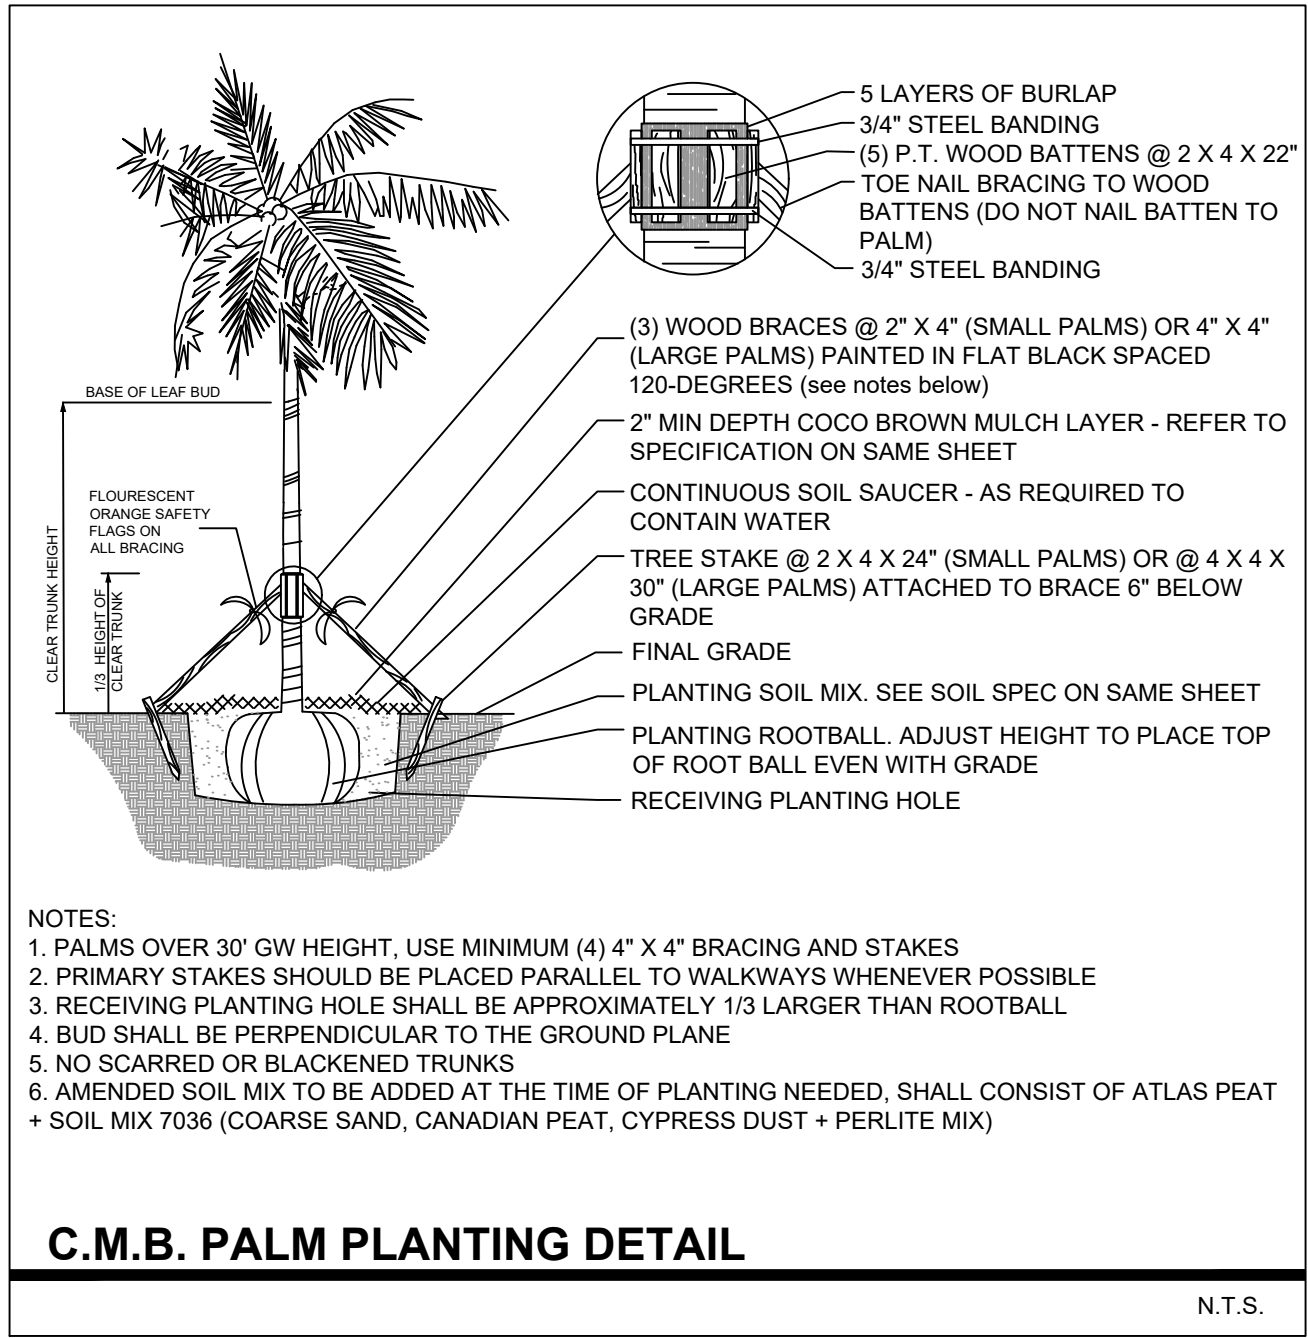 5 LAYERS OF BURLAP
3/4" STEEL BANDING
(5) P.T. WOOD BATTENS @ 2 X 4 X 22"
TOE NAIL BRACING TO WOOD
BATTENS (DO NOT NAIL BATTEN TO
PALM)
3/4" STEEL BANDING
(3) WOOD BRACES @ 2" X 4" (SMALL PALMS) OR 4" X 4"
(LARGE PALMS) PAINTED IN FLAT BLACK SPACED
120-DEGREES (see notes below)
2" MIN DEPTH COCO BROWN MULCH LAYER - REFER TO
SPECIFICATION ON SAME SHEET
CONTINUOUS SOIL SAUCER - AS REQUIRED TO
CONTAIN WATER
TREE STAKE @ 2 X 4 X 24" (SMALL PALMS) OR @ 4 X 4 X
30" (LARGE PALMS) ATTACHED TO BRACE 6" BELOW
GRADE
FINAL GRADE
PLANTING SOIL MIX. SEE SOIL SPEC ON SAME SHEET
PLANTING ROOTBALL. ADJUST HEIGHT TO PLACE TOP
OF ROOT BALL EVEN WITH GRADE
RECEIVING PLANTING HOLE
BASE OF LEAF BUD
FLOURESCENT
ORANGE SAFETY
FLAGS ON
ALL BRACING
CLEAR TRUNK HEIGHT
1/3 HEIGHT OF
CLEAR TRUNK
NOTES:
1. PALMS OVER 30' GW HEIGHT, USE MINIMUM (4) 4" X 4" BRACING AND STAKES
2. PRIMARY STAKES SHOULD BE PLACED PARALLEL TO WALKWAYS WHENEVER POSSIBLE
3. RECEIVING PLANTING HOLE SHALL BE APPROXIMATELY 1/3 LARGER THAN ROOTBALL
4. BUD SHALL BE PERPENDICULAR TO THE GROUND PLANE
5. NO SCARRED OR BLACKENED TRUNKS
6. AMENDED SOIL MIX TO BE ADDED AT THE TIME OF PLANTING NEEDED, SHALL CONSIST OF ATLAS PEAT
+ SOIL MIX 7036 (COARSE SAND, CANADIAN PEAT, CYPRESS DUST + PERLITE MIX)
C.M.B. PALM PLANTING DETAIL
N.T.S.